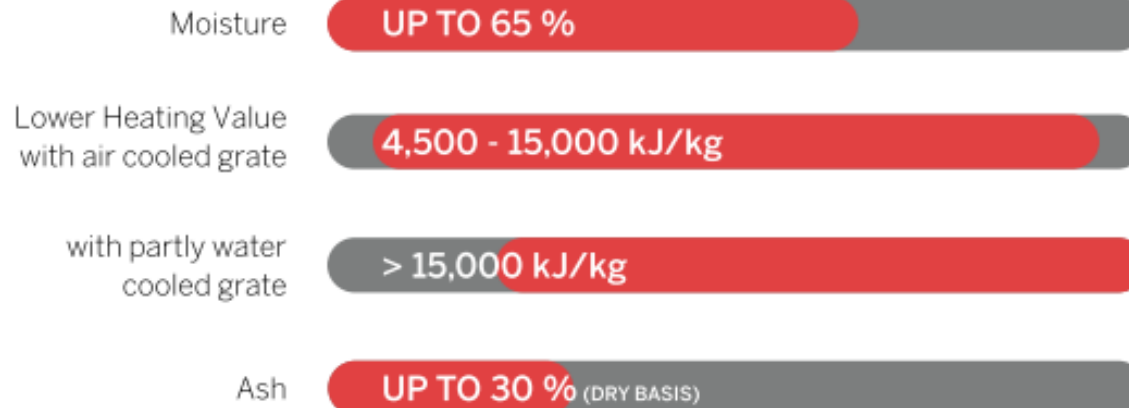 Moisture
UP TO 65 %
Lower Heating Value
with air cooled grate
4,500 - 15,000 kJ/kg
with partly water
cooled grate
> 15,000 kJ/kg
Ash
UP TO 30 % (DRY BASIS)